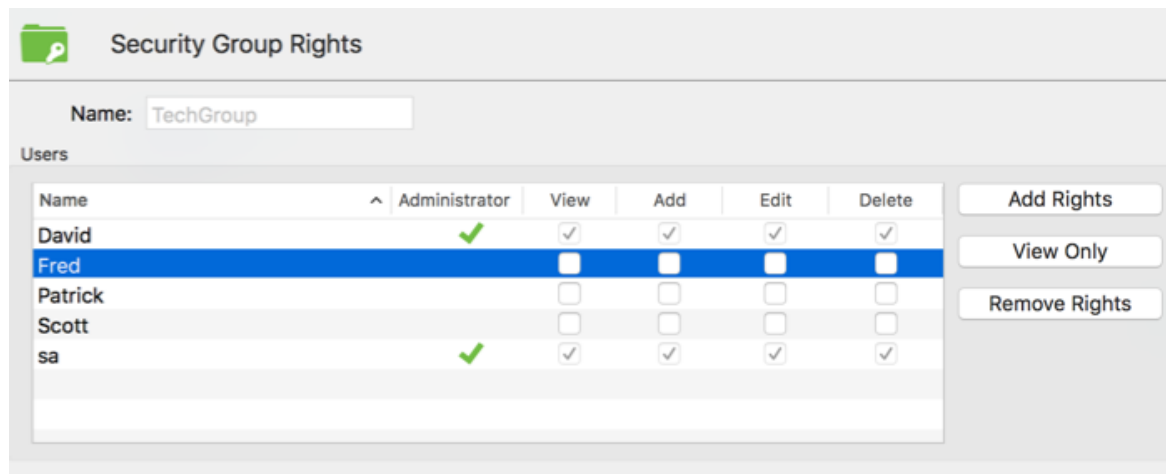 Security Group Rights
Name: TechGroup
Users
Name Administrator View Add Edit Delete
Add Rights
David
View Only
Fred
Patrick
Remove Rights
Scott
sa